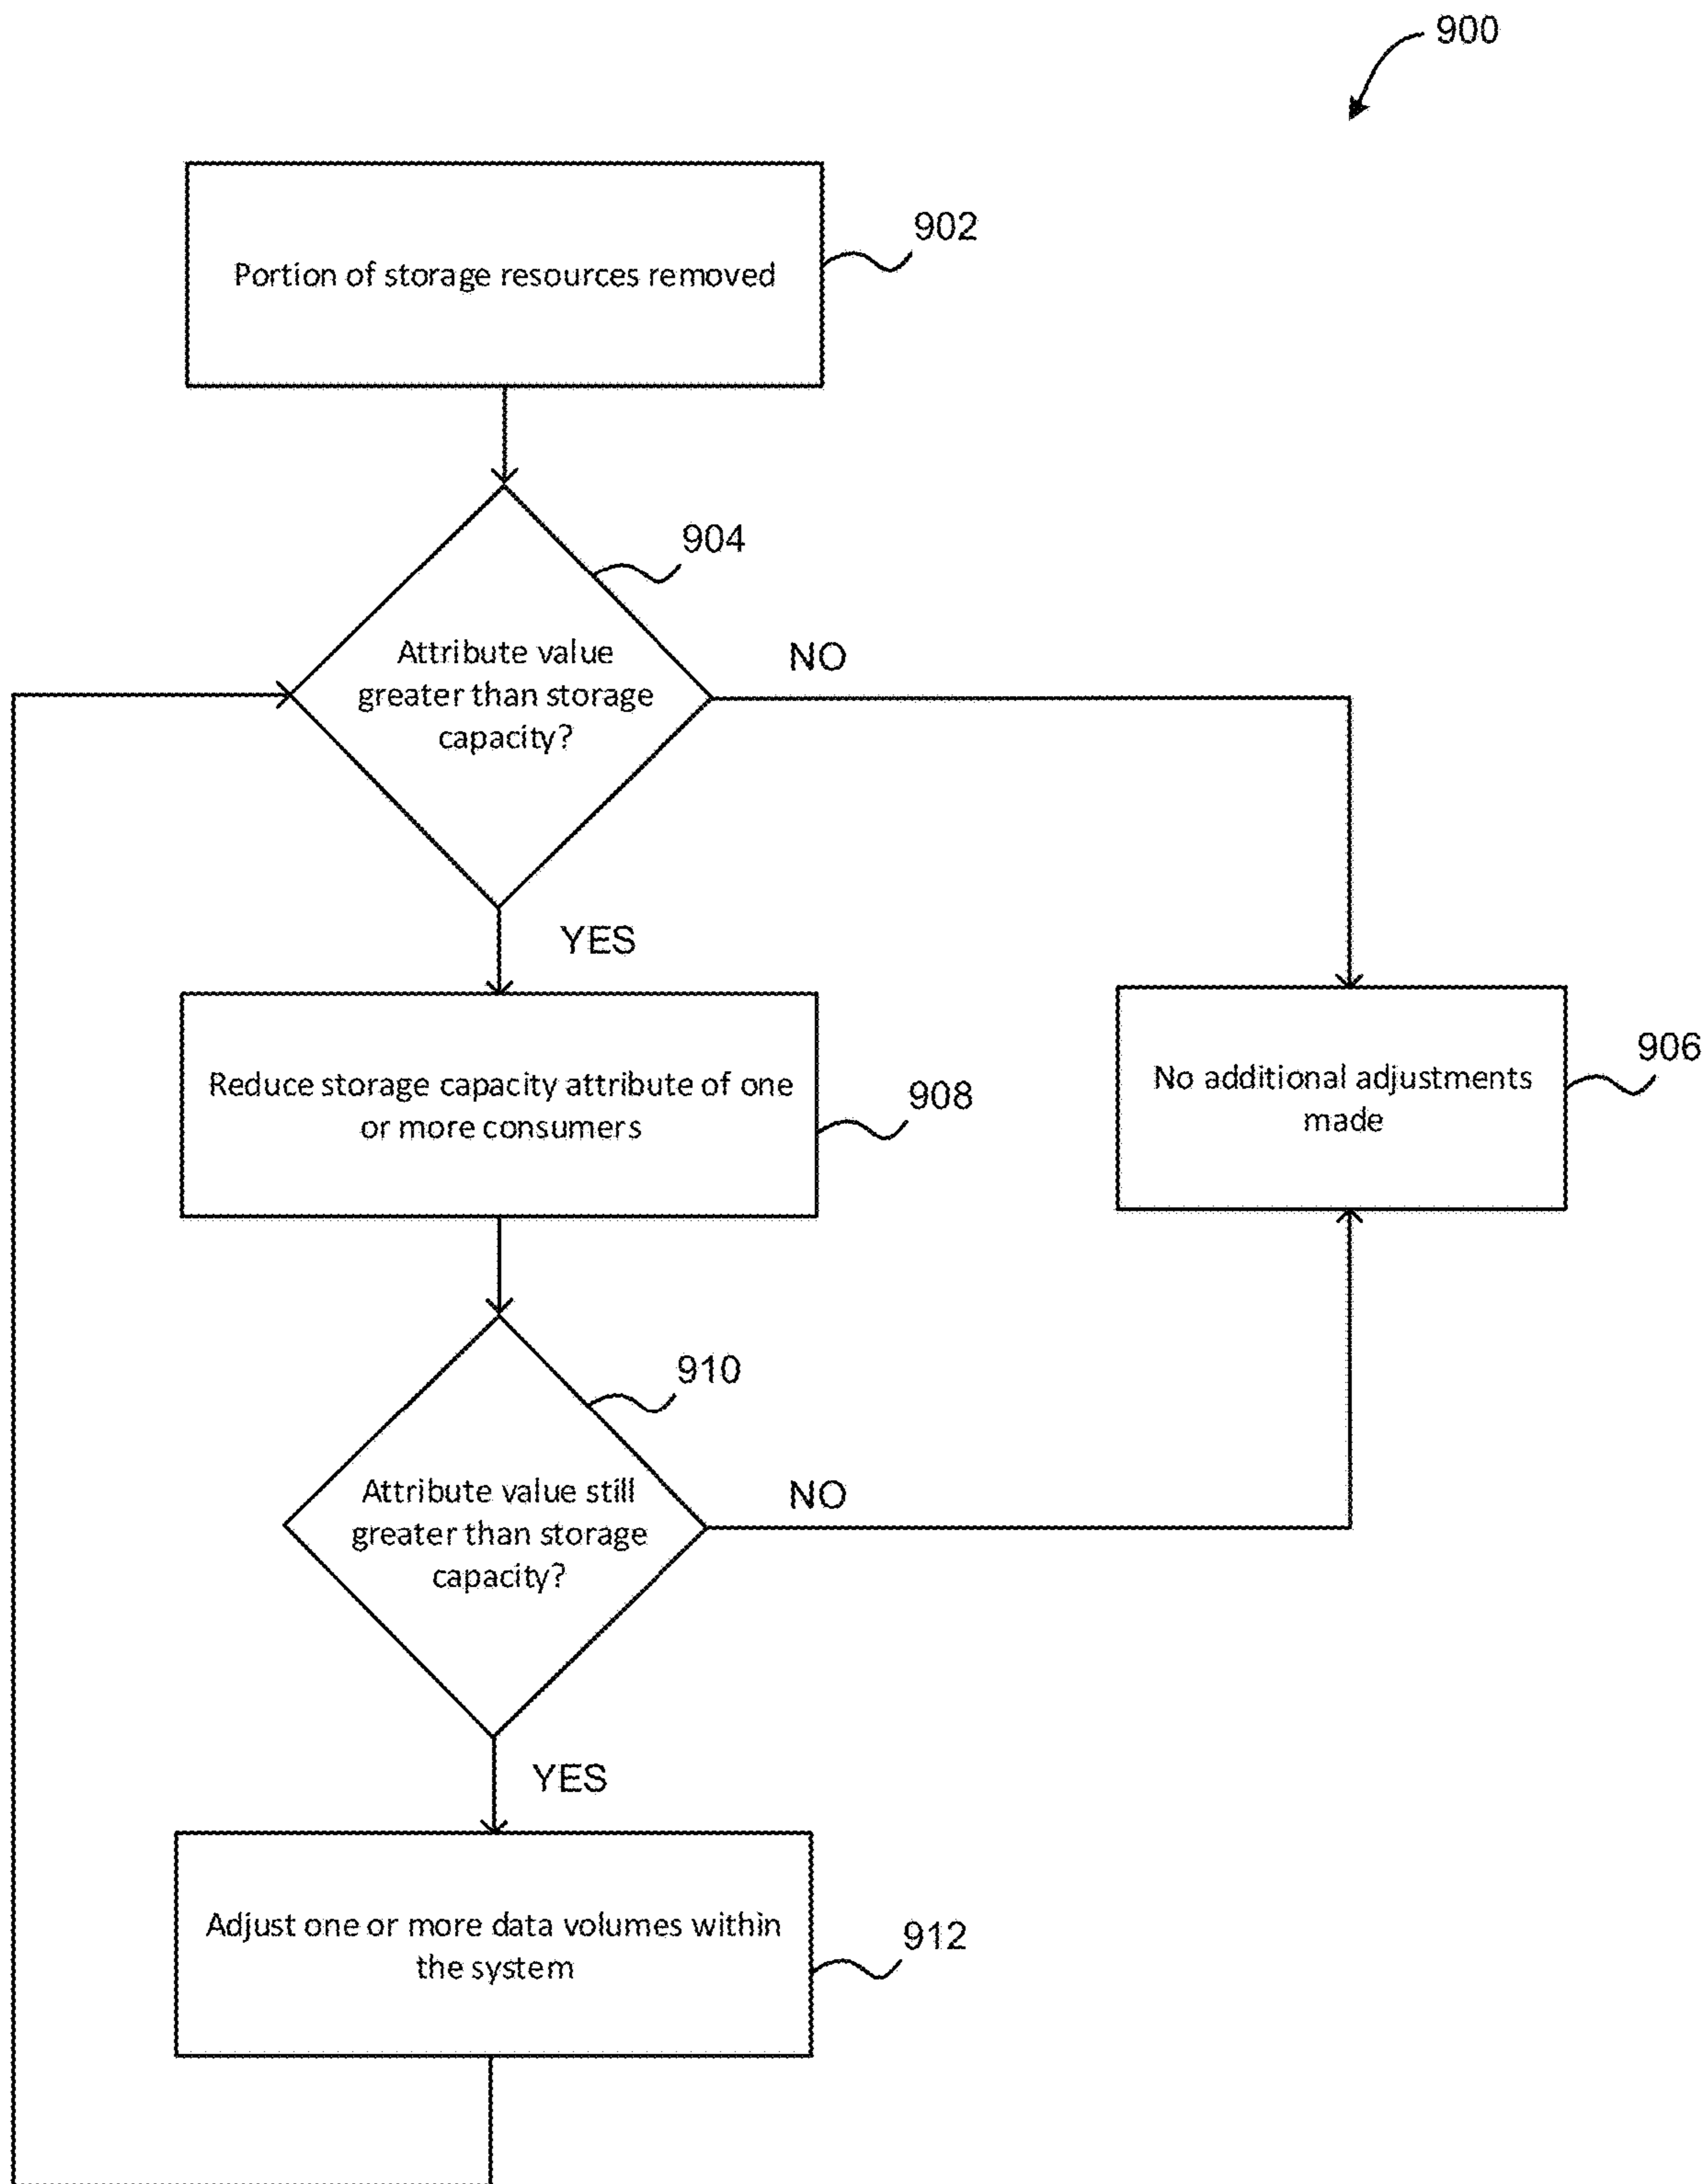 900
Portion of storage resources removed
902
904
Attribute value
greater than storage
capacity?
NO
YES
Reduce storage capacity attribute of one
or more consumers
908
No additional adjustments
made
906
910
Attribute value still
greater than storage
capacity?
NO
YES
Adjust one or more data volumes within
the system
912